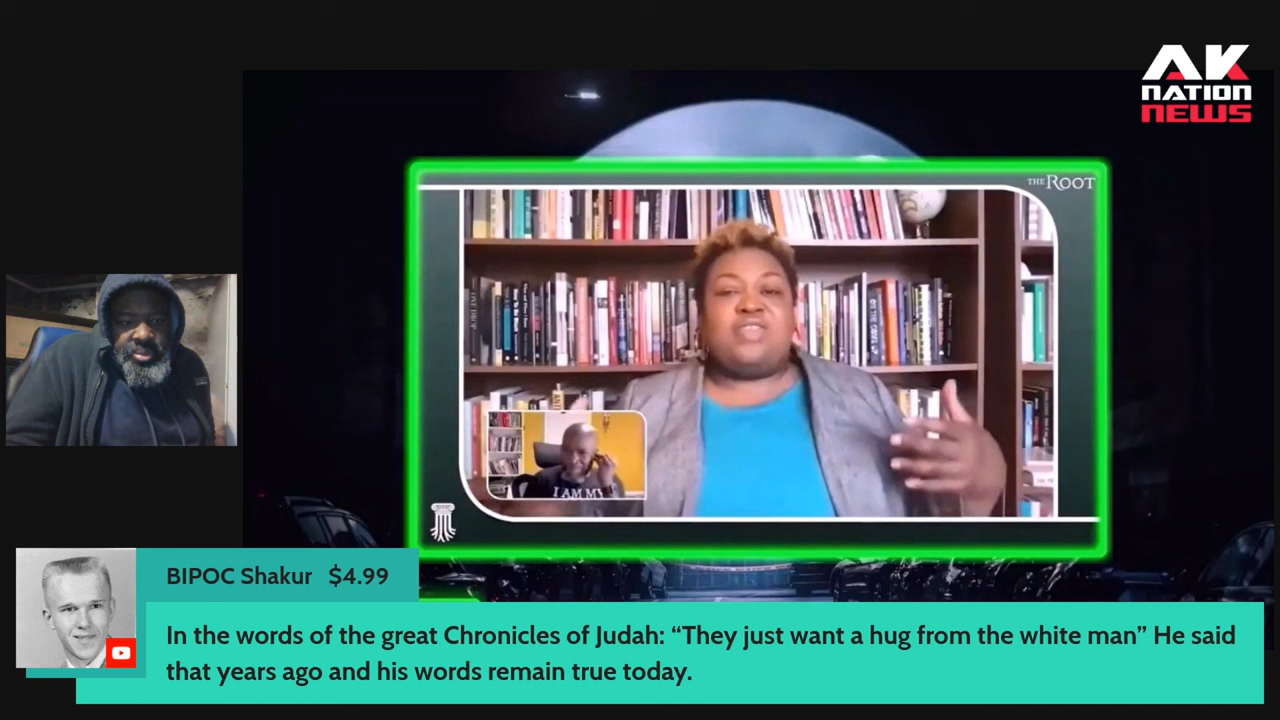 AK
NATION
NEWS
THE ROOT
I AM MY
BIPOC Shakur $4.99
In the words of the great Chronicles of Judah: “They just want a hug from the white man” He said
that years ago and his words remain true today.